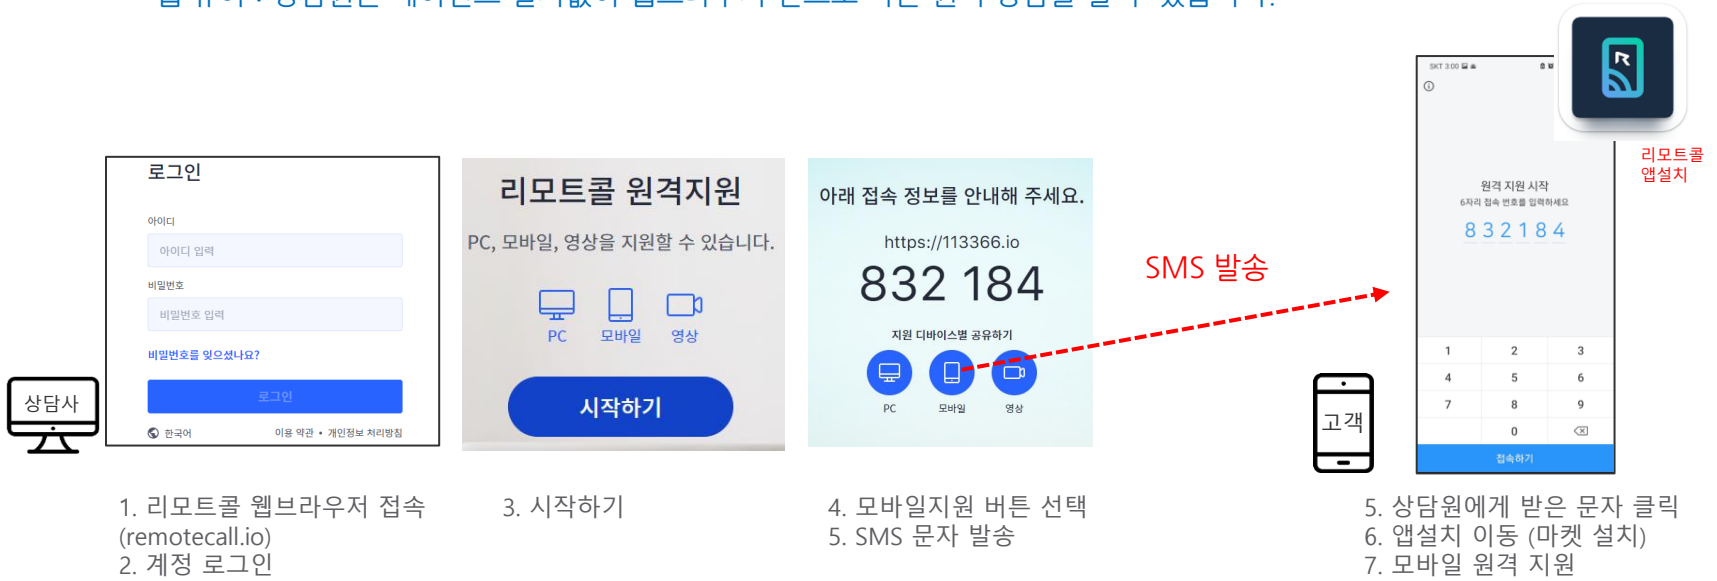 리모트콜
앱설치
SKT 3:00
로그인
아이디
아이디 입력
비밀번호
비밀번호 입력
비밀번호를 잊으셨나요?
로그인
한국어
이용 약관 • 개인정보 처리방침
상담사
리모트콜 원격지원
PC, 모바일, 영상을 지원할 수 있습니다.
PC 모바일 영상
시작하기
아래 접속 정보를 안내해 주세요.
https://113366.io
832 184
지원 디바이스별 공유하기
PC 모바일 영상
SMS 발송
원격 지원 시작
6자리 접속 번호를 입력하세요
8 3 2 1 8 4
1 2 3
4 5 6
7 8 9
0
접속하기
고객
1. 리모트콜 웹브라우저 접속
(remotecall.io)
2. 계정 로그인
3. 시작하기
4. 모바일지원 버튼 선택
5. SMS 문자 발송
5. 상담원에게 받은 문자 클릭
6. 앱설치 이동 (마켓 설치)
7. 모바일 원격 지원